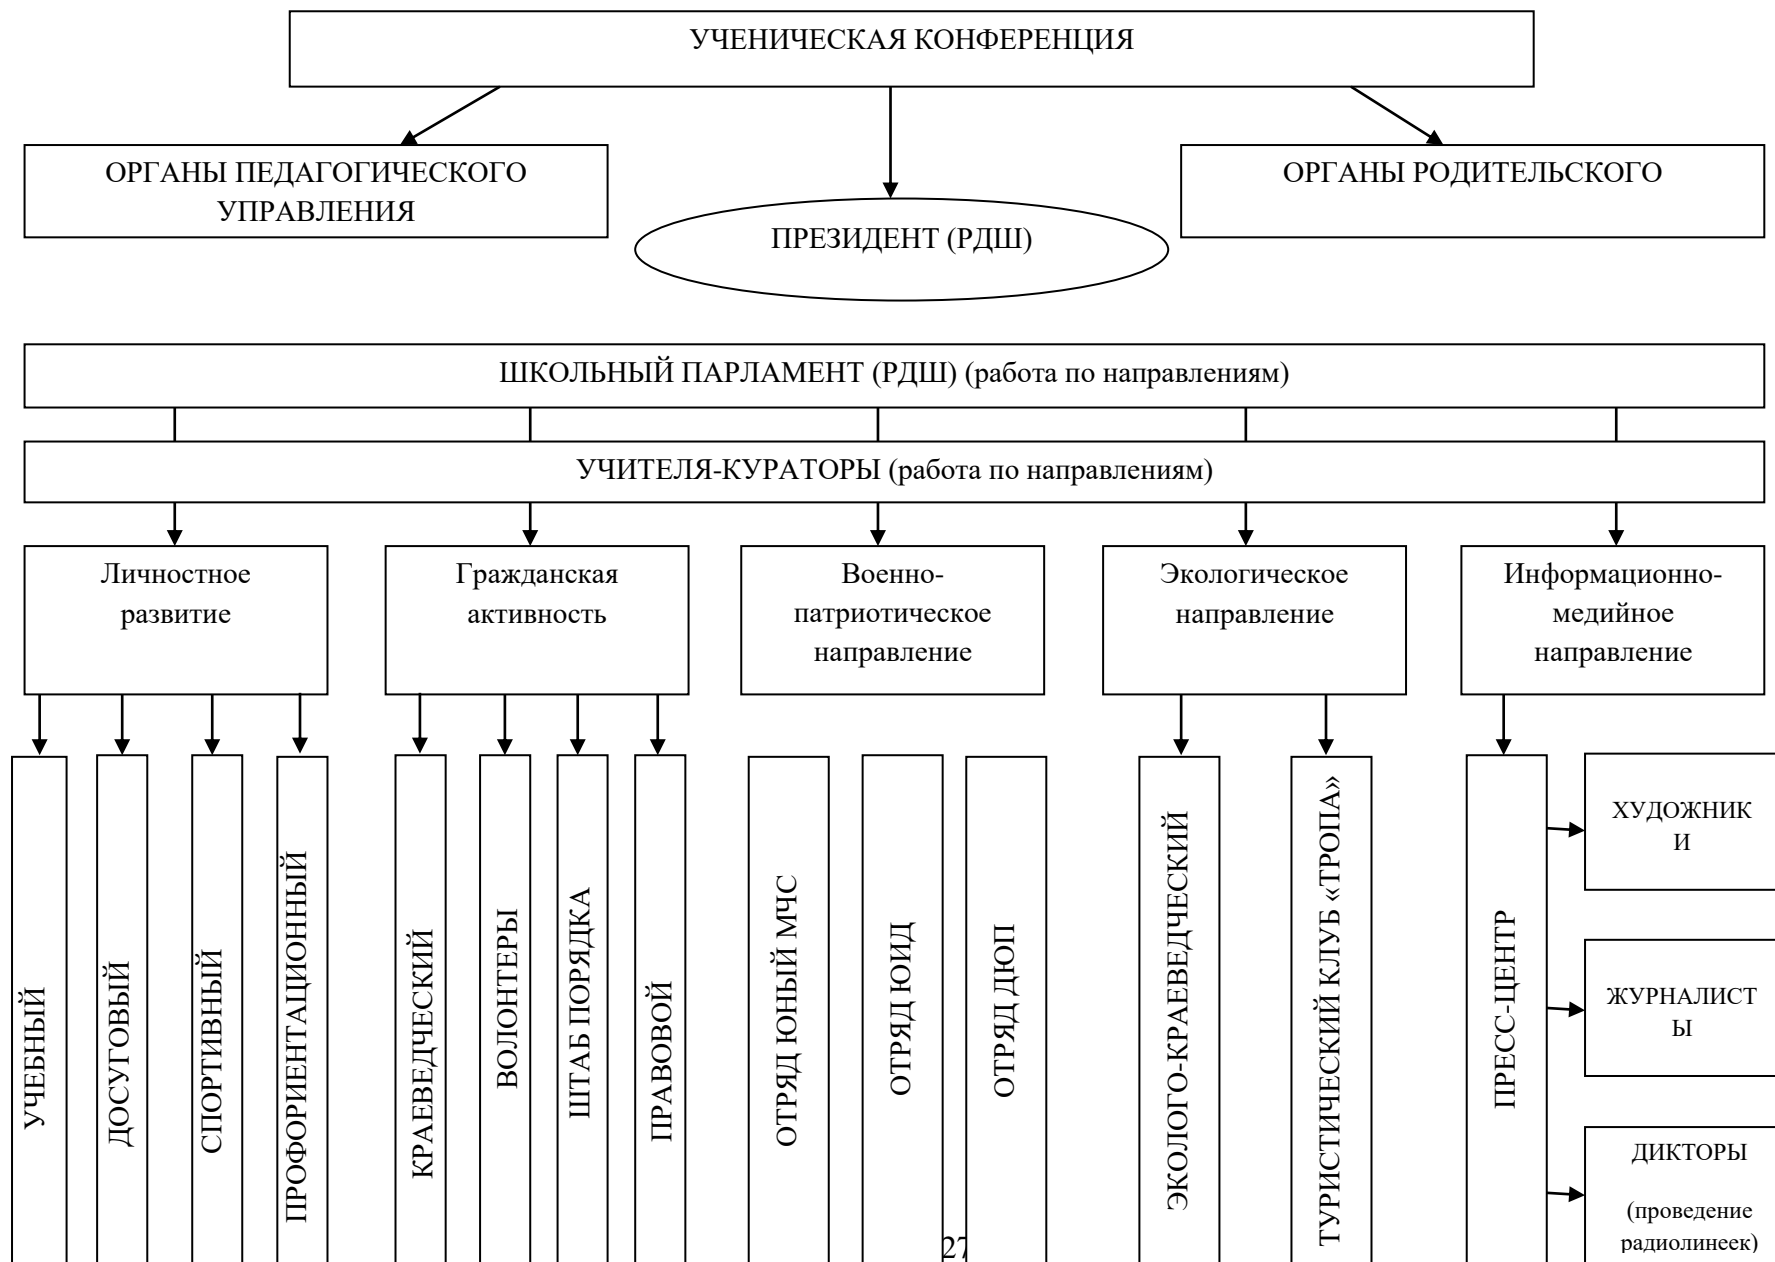 УЧЕНИЧЕСКАЯ КОНФЕРЕНЦИЯ
ОРГАНЫ ПЕДАГОГИЧЕСКОГО
УПРАВЛЕНИЯ
ПРЕЗИДЕНТ (РДШ)
ОРГАНЫ РОДИТЕЛЬСКОГО
ШКОЛЬНЫЙ ПАРЛАМЕНТ (РДШ) (работа по направлениям)
УЧИТЕЛЯ-КУРАТОРЫ (работа по направлениям)
Личностное
развитие
Гражданская
активность
Военно-
патриотическое
направление
Экологическое
направление
Информационно-
медийное
направление
УЧЕБНЫЙ
ДОСУГОВЫЙ
СПОРТИВНЫЙ
ПРОФОРИЕНТАЦИОННЫЙ
КРАЕВЕДЧЕСКИЙ
ВОЛОНТЕРЫ
ШТАБ ПОРЯДКА
ПРАВОВОЙ
ОТРЯД ЮНЫЙ МЧС
ОТРЯД ЮИД
ОТРЯД ДЮП
ЭКОЛОГО-КРАЕВЕДЧЕСКИЙ
ТУРИСТИЧЕСКИЙ КЛУБ «ТРОПА»
ПРЕСС-ЦЕНТР
ХУДОЖНИК
И
ЖУРНАЛИСТ
Ы
ДИКТОРЫ
(проведение
радиолинеек)
27